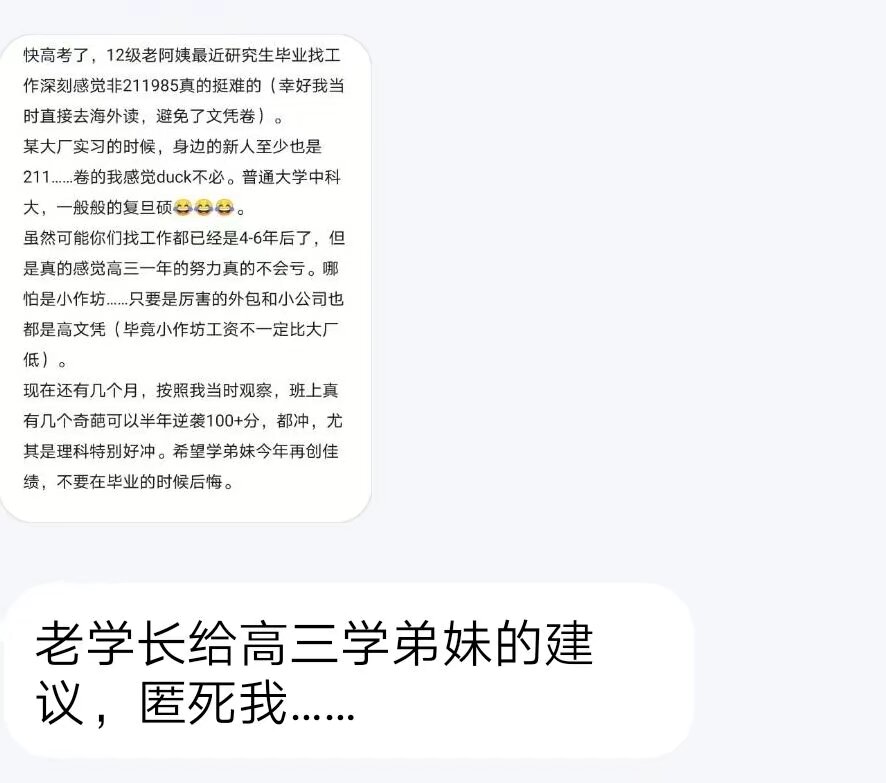 快高考了，12级老阿姨最近研究生毕业找工
作深刻感觉非211985真的挺难的（幸好我当
时直接去海外读，避免了文凭卷）。
某大厂实习的时候，身边的新人至少也是
211......卷的我感觉duck不必。普通大学中科
大，一般般的复旦硕😂😂😂。
虽然可能你们找工作都已经是4-6年后了，但
是真的感觉高三一年的努力真的不会亏。哪
怕是小作坊......只要是厉害的外包和小公司也
都是高文凭（毕竟小作坊工资不一定比大厂
低）。
现在还有几个月，按照我当时观察，班上真
有几个奇葩可以半年逆袭100+分，都冲，尤
其是理科特别好冲。希望学弟妹今年再创佳
绩，不要在毕业的时候后悔。
老学长给高三学弟妹的建
议，匿死我......